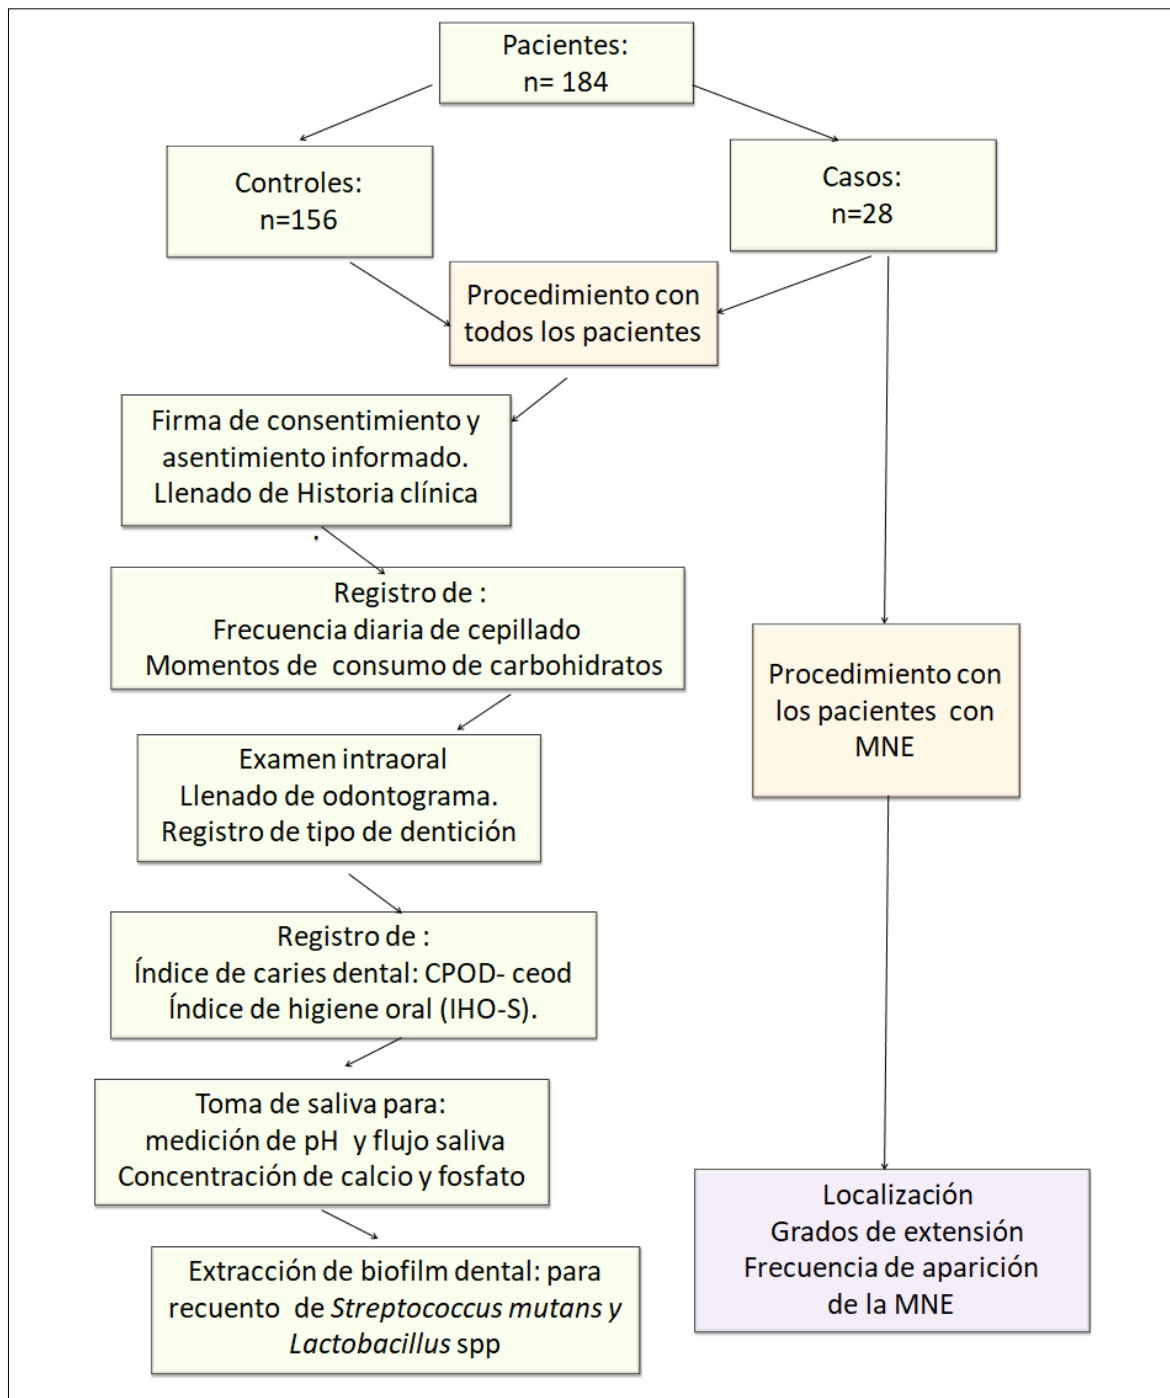 Pacientes:
n= 184
Controles:
n=156
Casos:
n=28
Procedimiento con
todos los pacientes
Firma de consentimiento y
asentimiento informado.
Llenado de Historia clínica
.
Registro de :
Frecuencia diaria de cepillado
Momentos de consumo de carbohidratos
Examen intraoral
Llenado de odontograma.
Registro de tipo de dentición
Registro de :
Índice de caries dental: CPOD- ceod
Índice de higiene oral (IHO-S).
Toma de saliva para:
medición de pH y flujo saliva
Concentración de calcio y fosfato
Extracción de biofilm dental: para
recuento de Streptococcus mutans y
Lactobacillus spp
Procedimiento con
los pacientes con
MNE
Localización
Grados de extensión
Frecuencia de aparición
de la MNE